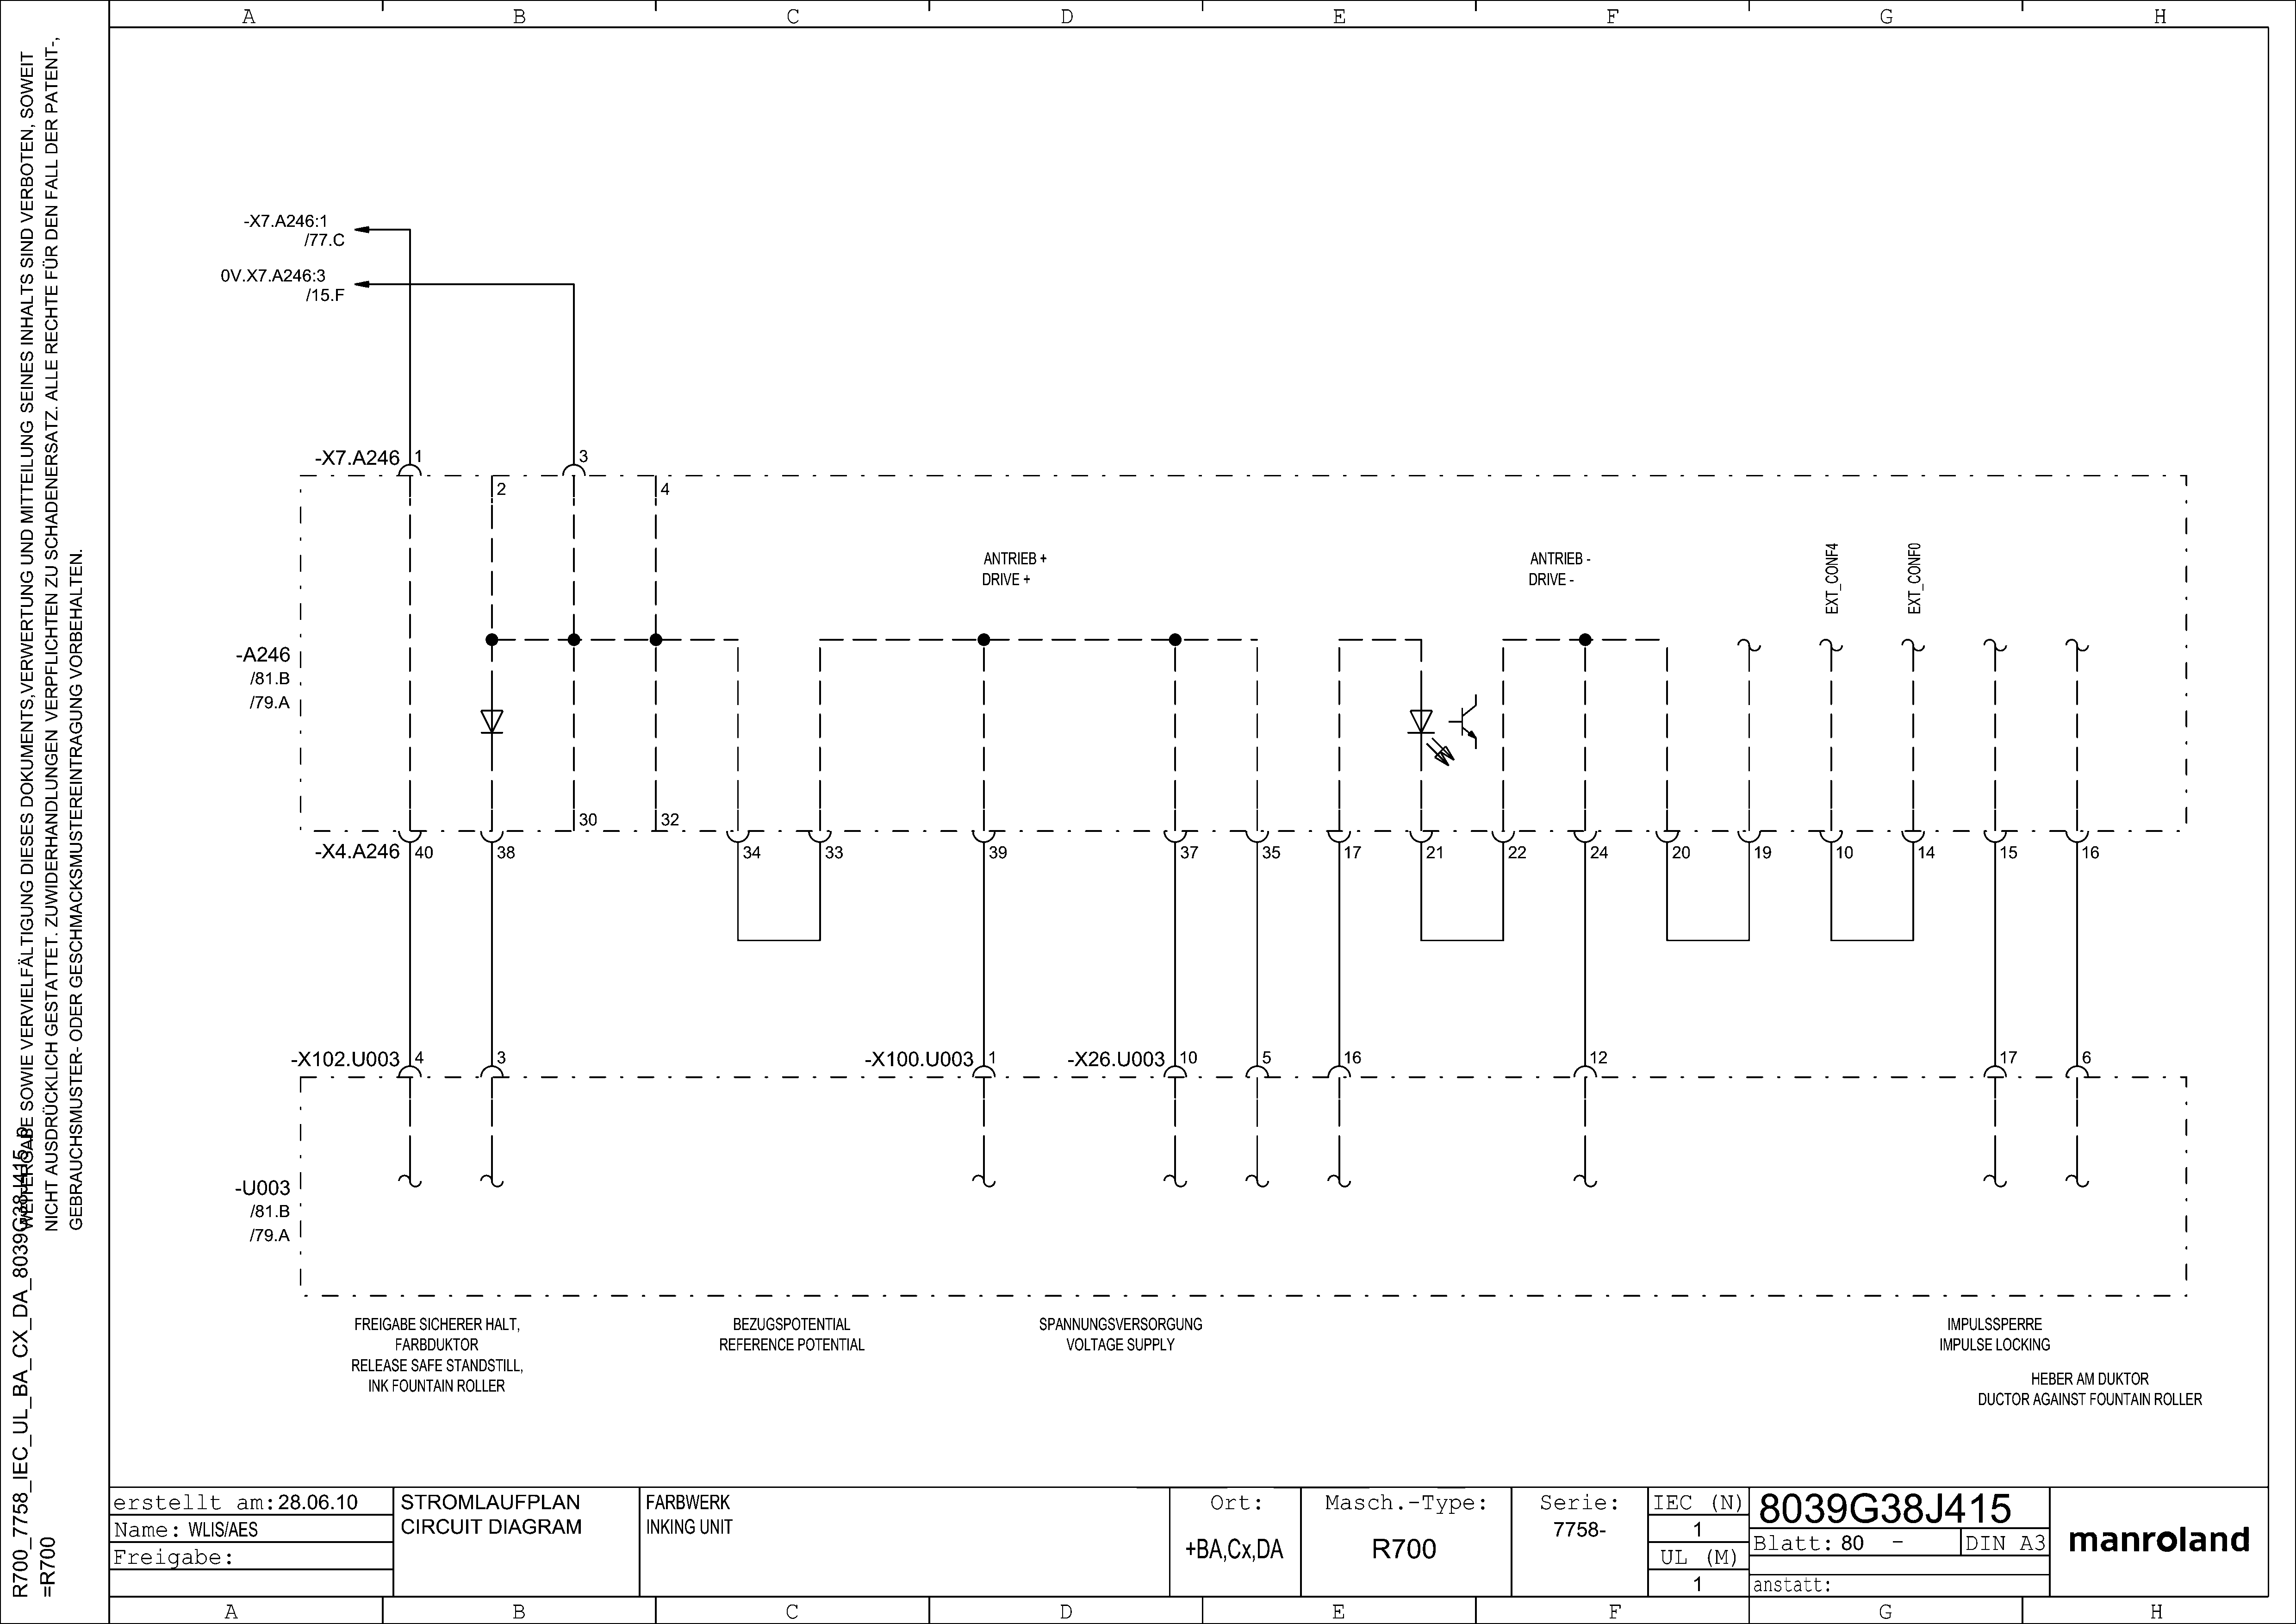 A B C D E F G H
WEITERGABE SOWIE VERVIELFÄLTIGUNG DIESES DOKUMENTS,VERWERTUNG UND MITTEILUNG SEINES INHALTS SIND VERBOTEN, SOWEIT
NICHT AUSDRÜCKLICH GESTATTET. ZUWIDERHANDLUNGEN VERPFLICHTEN ZU SCHADENERSATZ. ALLE RECHTE FÜR DEN FALL DER PATENT-,
GEBRAUCHSMUSTER- ODER GESCHMACKSMUSTEREINTRAGUNG VORBEHALTEN.
R700_7758_IEC_UL_BA_CX_DA_8039G38J415_p
=R700
-X7.A246:1
/77.C
0V.X7.A246:3
/15.F
-X7.A246 1 3
2 4
ANTRIEB +
DRIVE +
ANTRIEB -
DRIVE -
EXT_CONF4
EXT_CONF0
-A246
/81.B
/79.A
30 32
-X4.A246 40 38 34 33 39 37 35 17 21 22 24 20 19 10 14 15 16
-X102.U003 4 3 -X100.U003 1 -X26.U003 10 5 16 12 17 6
-U003
/81.B
/79.A
FREIGABE SICHERER HALT,
FARBDUKTOR
RELEASE SAFE STANDSTILL,
INK FOUNTAIN ROLLER
BEZUGSPOTENTIAL
REFERENCE POTENTIAL
SPANNUNGSVERSORGUNG
VOLTAGE SUPPLY
IMPULSSPERRE
IMPULSE LOCKING
HEBER AM DUKTOR
DUCTOR AGAINST FOUNTAIN ROLLER
erstellt am: 28.06.10
Name: WLIS/AES
Freigabe:
STROMLAUFPLAN
CIRCUIT DIAGRAM
FARBWERK
INKING UNIT
Ort:
+BA,Cx,DA
Masch.-Type:
R700
Serie:
7758-
IEC (N)
1
UL (M)
1
8039G38J415
Blatt: 80 -
DIN A3
anstatt:
manroland
A B C D E F G H